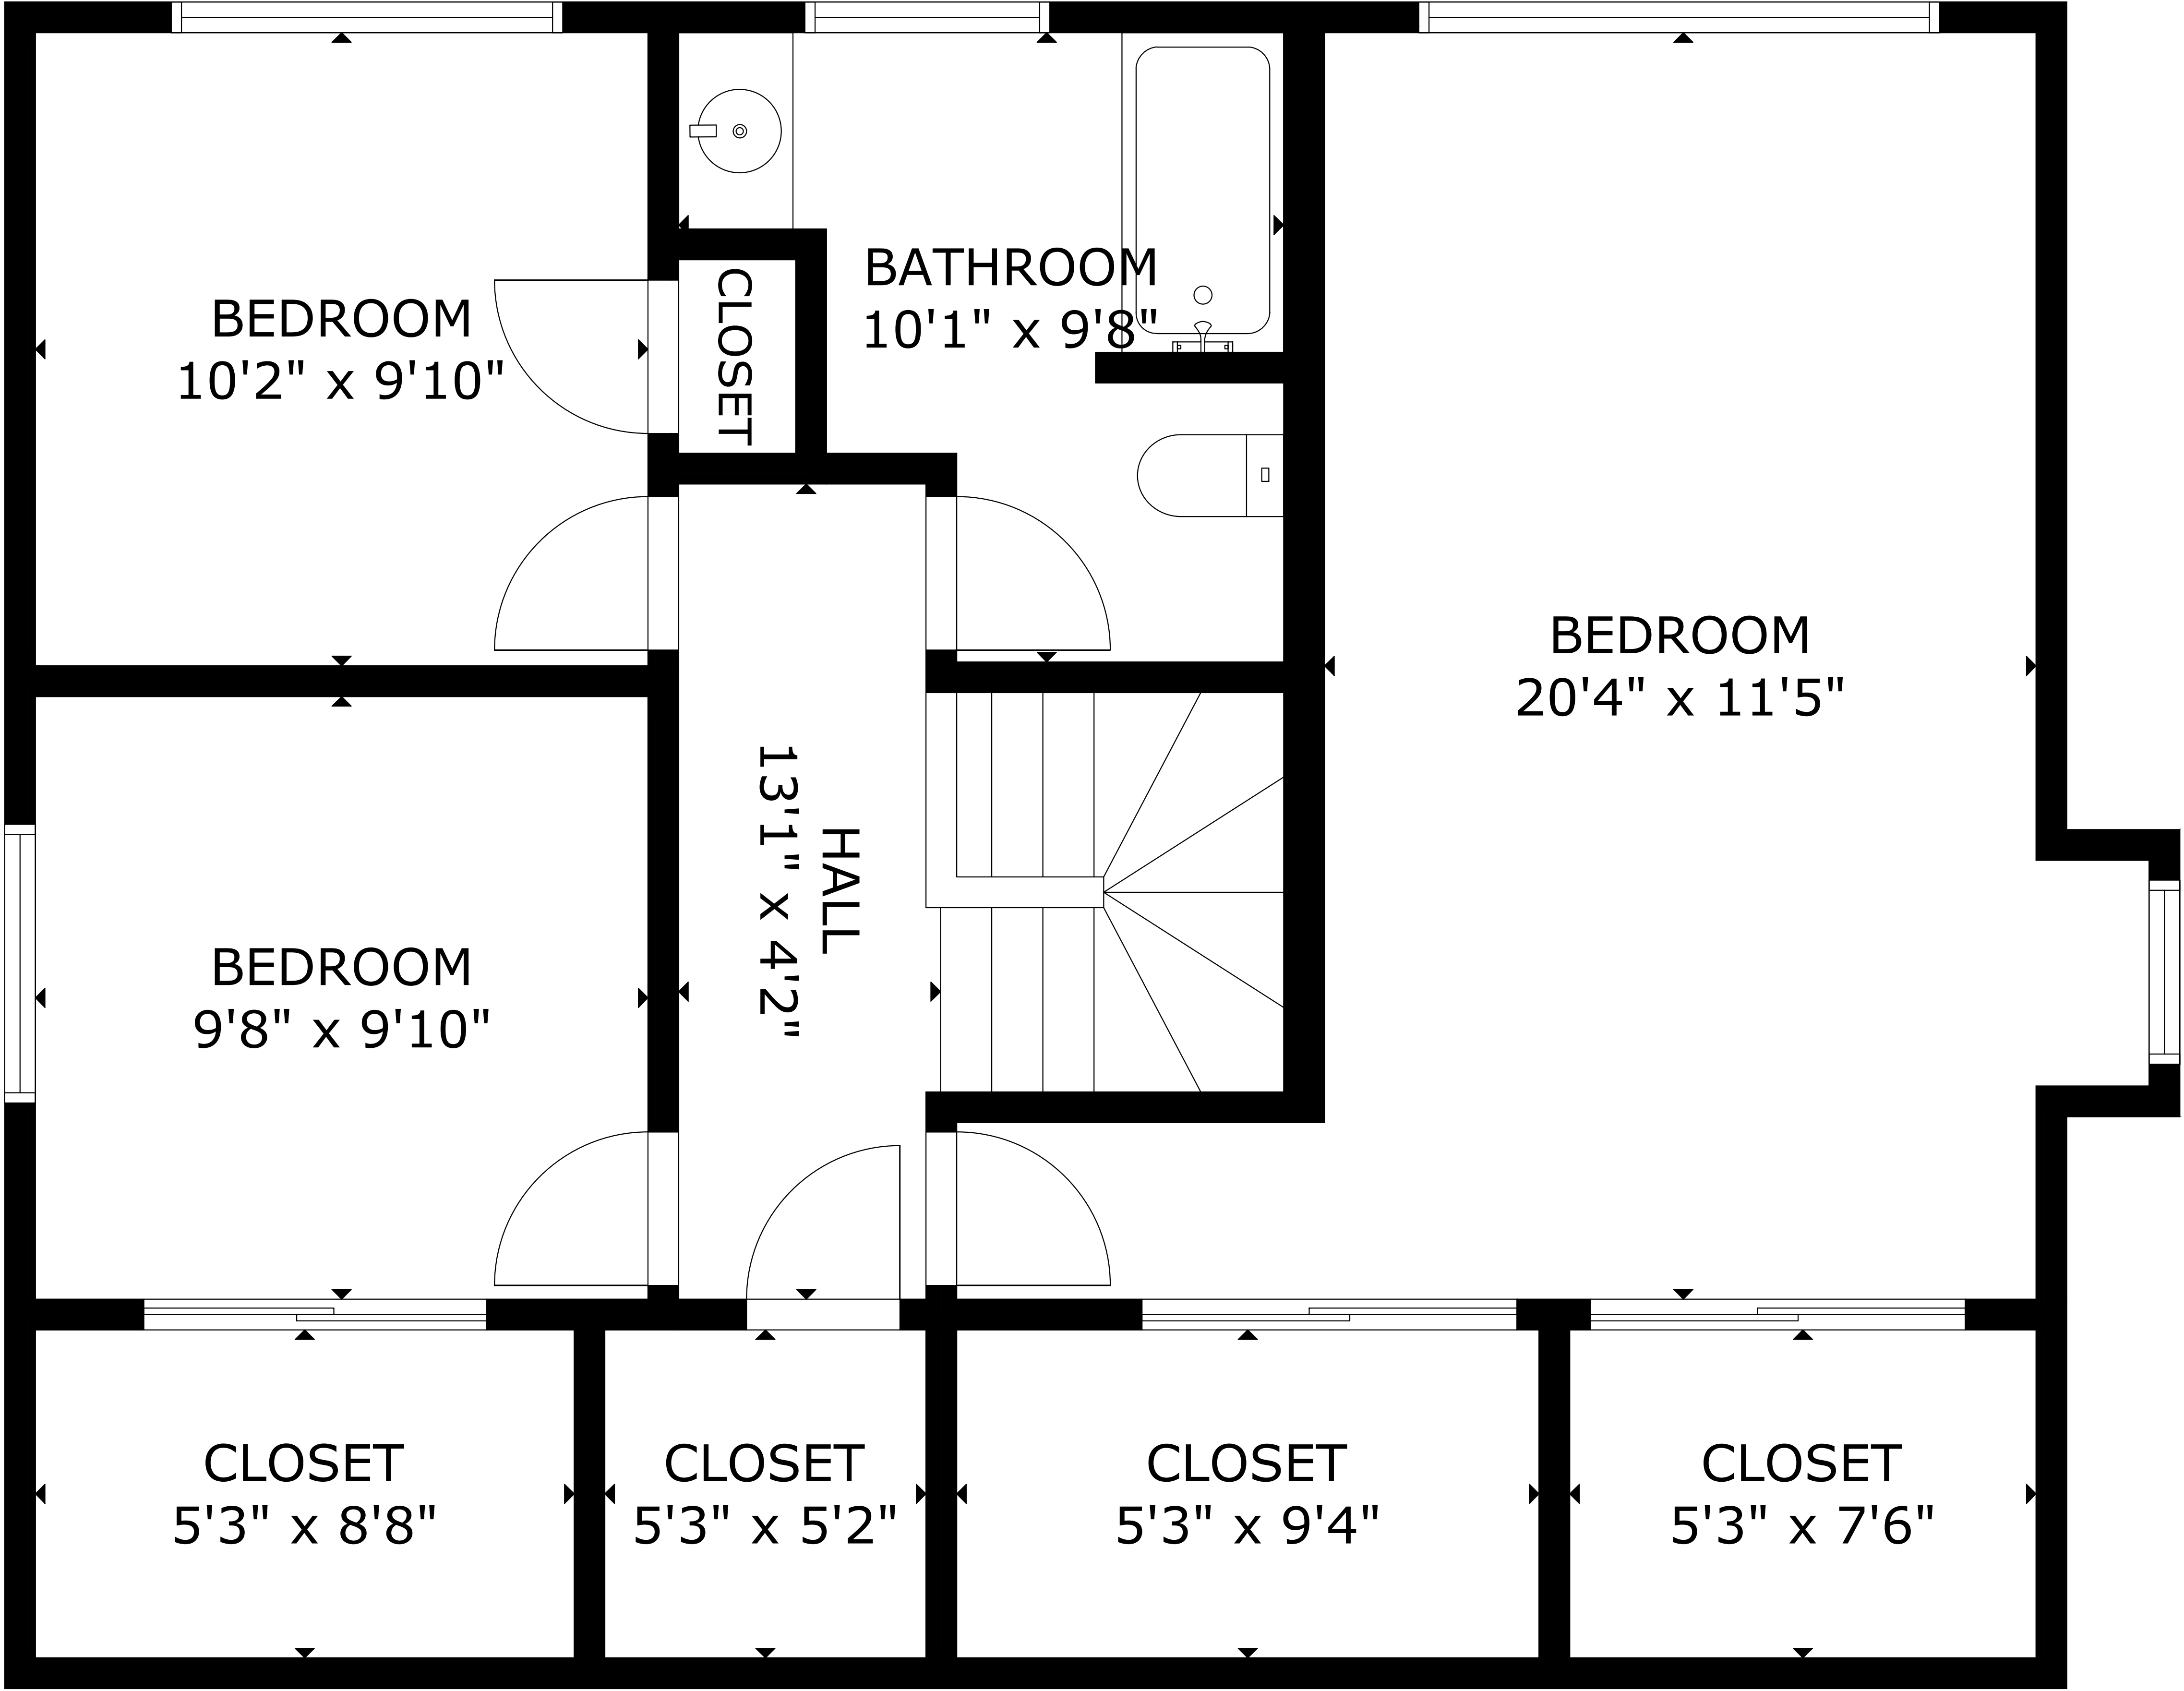 BEDROOM
10'2" x 9'10"
CLOSET
BATHROOM
10'1" x 9'8"
BEDROOM
20'4" x 11'5"
HALL
13'1" x 4'2"
BEDROOM
9'8" x 9'10"
CLOSET
5'3" x 8'8"
CLOSET
5'3" x 5'2"
CLOSET
5'3" x 9'4"
CLOSET
5'3" x 7'6"